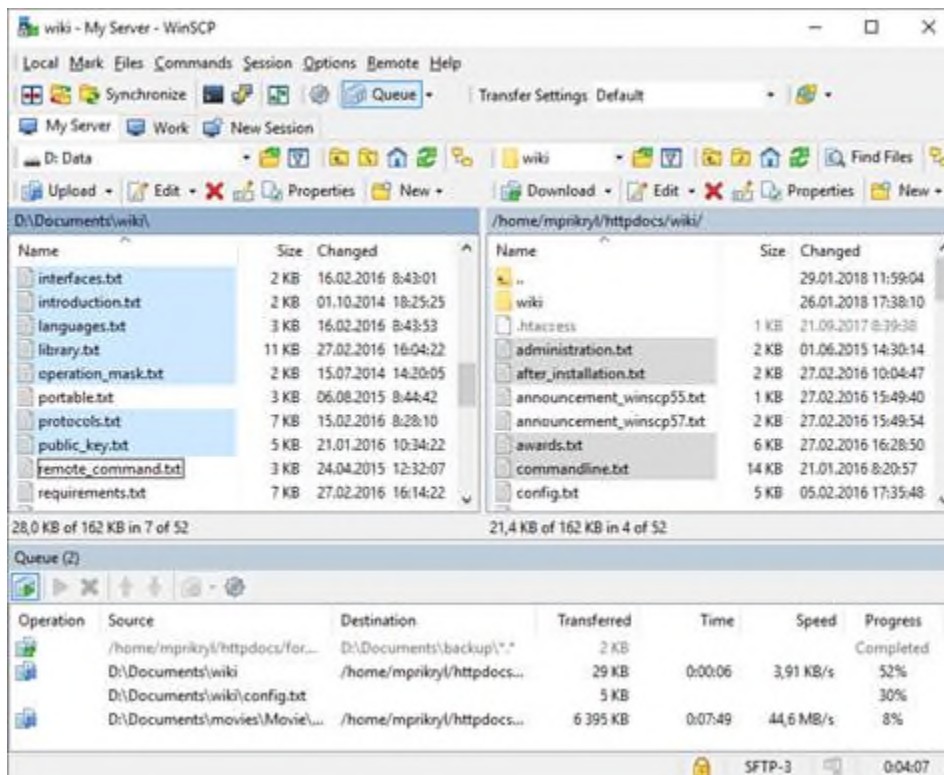 wiki - My Server - WinSCP
Local Mark Files Commands Session Options Remote Help
Synchronize Queue Transfer Settings Default
My Server Work New Session
D: Data wiki Find Files
Upload Edit Properties New Download Edit Properties New
D:\Documents\wiki\ /home/mprikryl/httpdocs/wiki/
Name Size Changed Name Size Changed
interfaces.txt 2 KB 16.02.2016 8:43:01 .. 29.01.2018 11:59:04
introduction.txt 2 KB 01.10.2014 18:25:25 wiki 26.01.2018 17:38:10
languages.txt 3 KB 16.02.2016 8:43:53 .htaccess 1 KB 21.09.2017 8:39:38
library.txt 11 KB 27.02.2016 16:04:22 administration.txt 2 KB 01.06.2015 14:30:14
operation_mask.txt 2 KB 15.07.2014 14:20:05 after_installation.txt 2 KB 27.02.2016 10:04:47
portable.txt 3 KB 06.08.2015 8:44:42 announcement_winscp55.txt 1 KB 27.02.2016 15:49:40
protocols.txt 7 KB 15.02.2016 8:28:10 announcement_winscp57.txt 2 KB 27.02.2016 15:49:54
public_key.txt 5 KB 21.01.2016 10:34:22 awards.txt 6 KB 27.02.2016 16:28:50
remote_command.txt 3 KB 24.04.2015 12:32:07 commandline.txt 14 KB 21.01.2016 8:20:57
requirements.txt 7 KB 27.02.2016 16:14:22 config.txt 5 KB 05.02.2016 17:35:48
28,0 KB of 162 KB in 7 of 52 21,4 KB of 162 KB in 4 of 52
Queue (2)
Operation Source Destination Transferred Time Speed Progress
/home/mprikryl/httpdocs/for... D:\Documents\backup\*.* 2 KB Completed
D:\Documents\wiki /home/mprikryl/httpdocs... 29 KB 0:00:06 3,91 KB/s 52%
D:\Documents\wiki\config.txt 5 KB 30%
D:\Documents\movies\Movie\... /home/mprikryl/httpdocs... 6 395 KB 0:07:49 44,6 MB/s 8%
SFTP-3 0:04:07